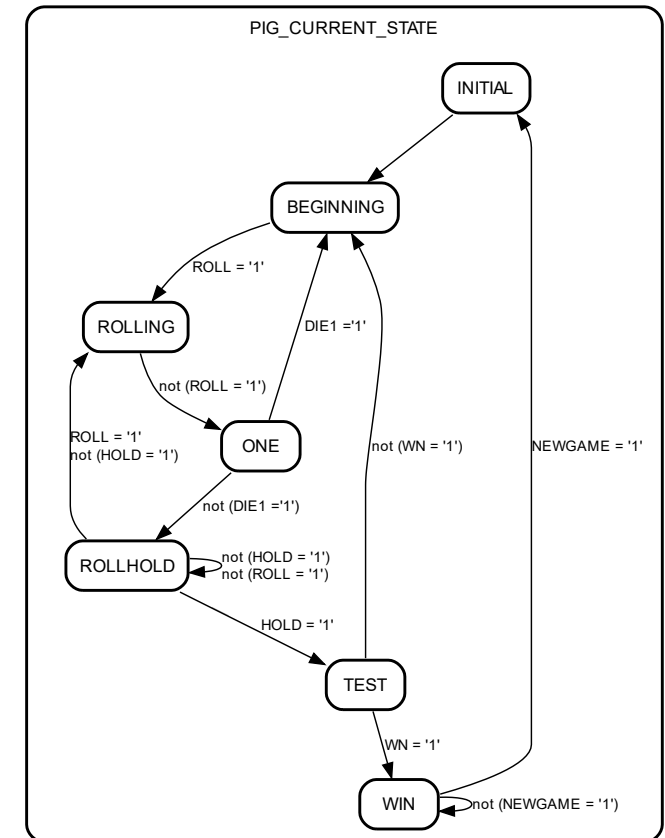 PIG_CURRENT_STATE
INITIAL
BEGINNING
ROLL = '1'
ROLLING
DIE1 ='1'
not (ROLL = '1')
ROLL = '1'
not (HOLD = '1')
ONE
not (WN = '1')
NEWGAME = '1'
not (DIE1 ='1')
ROLLHOLD
not (HOLD = '1')
not (ROLL = '1')
HOLD = '1'
TEST
WN = '1'
WIN
not (NEWGAME = '1')